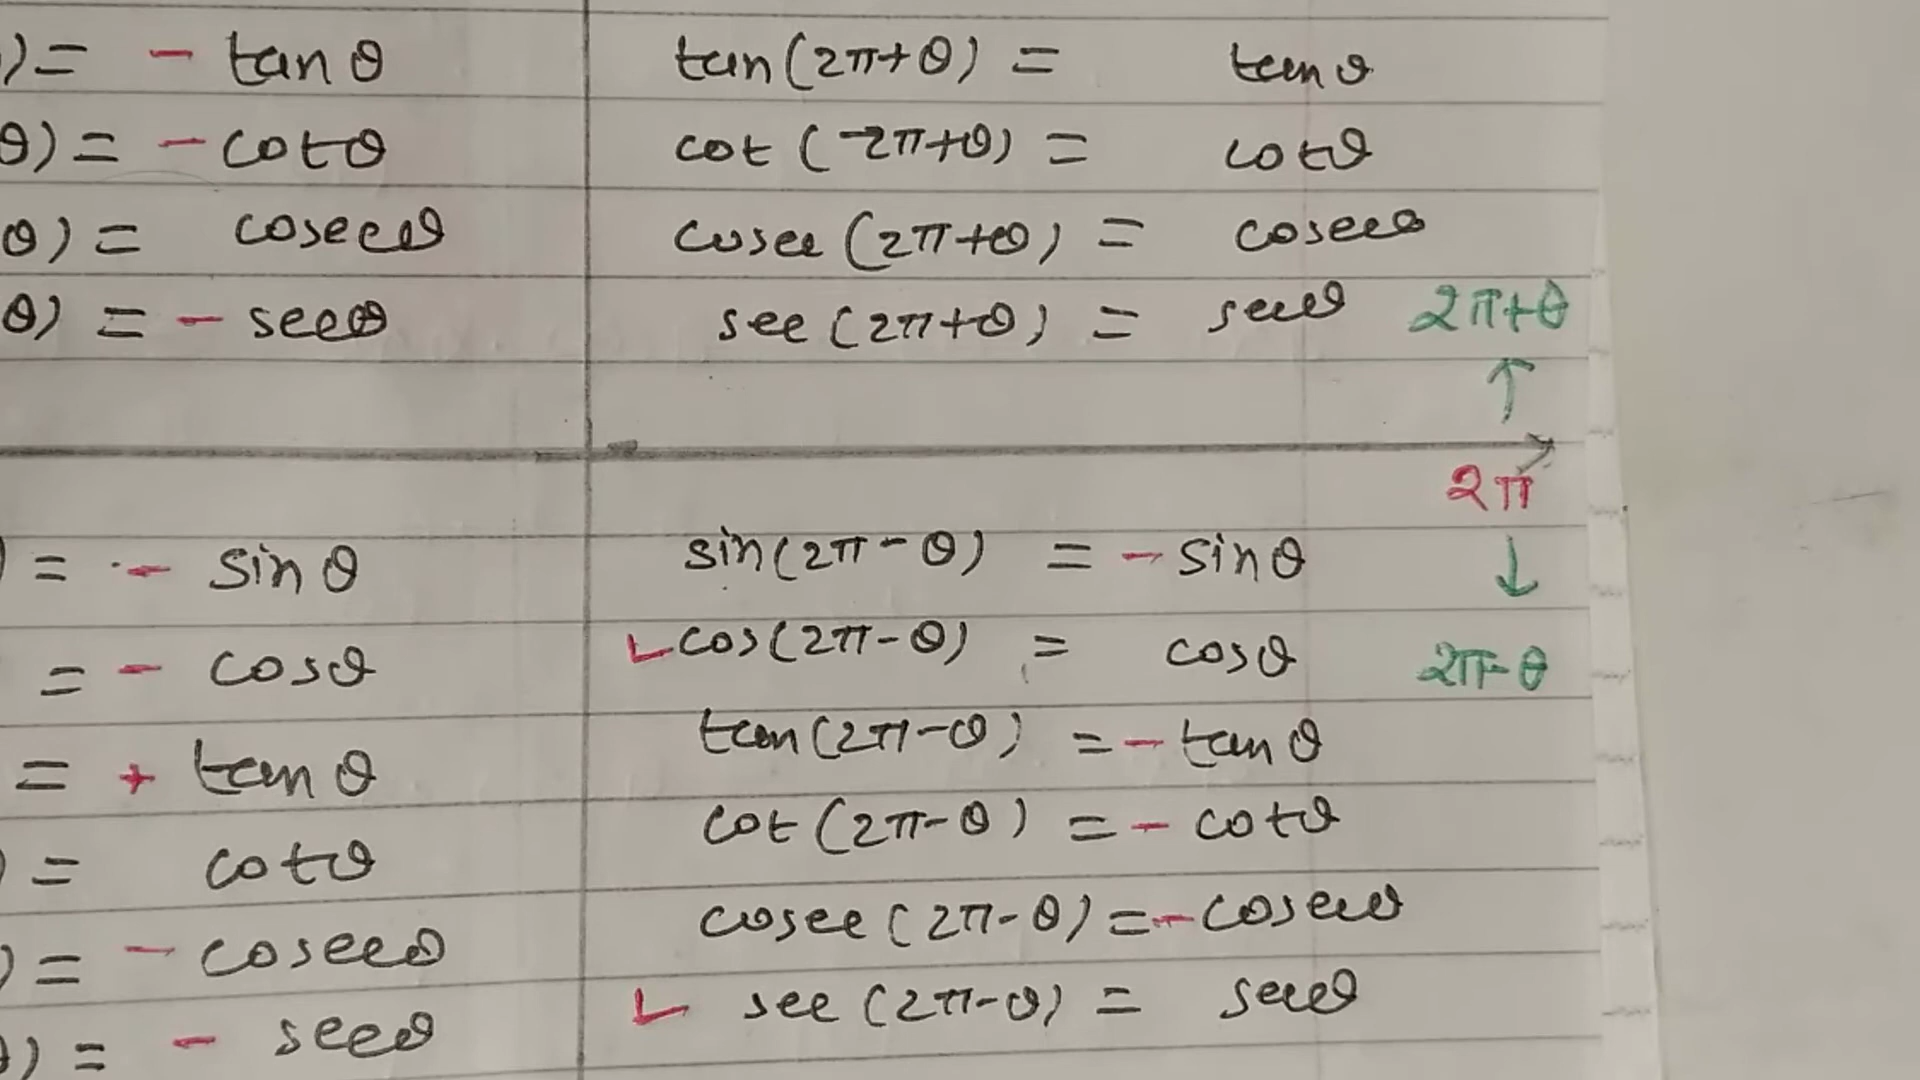 ) = - tan θ
θ) = - cot θ
θ) = cosec θ
θ) = - sec θ
tan (2π+θ) = tan θ
cot (-2π+θ) = cot θ
cosec (2π+θ) = cosec θ
sec (2π+θ) = sec θ
2π+θ
↑
2π
↓
2π-θ
) = - sin θ
= - cos θ
= + tan θ
) = cot θ
) = - cosec θ
θ) = - sec θ
sin (2π-θ) = - sin θ
✓ cos (2π-θ) = cos θ
tan (2π-θ) = - tan θ
cot (2π-θ) = - cot θ
cosec (2π-θ) = - cosec θ
✓ sec (2π-θ) = sec θ